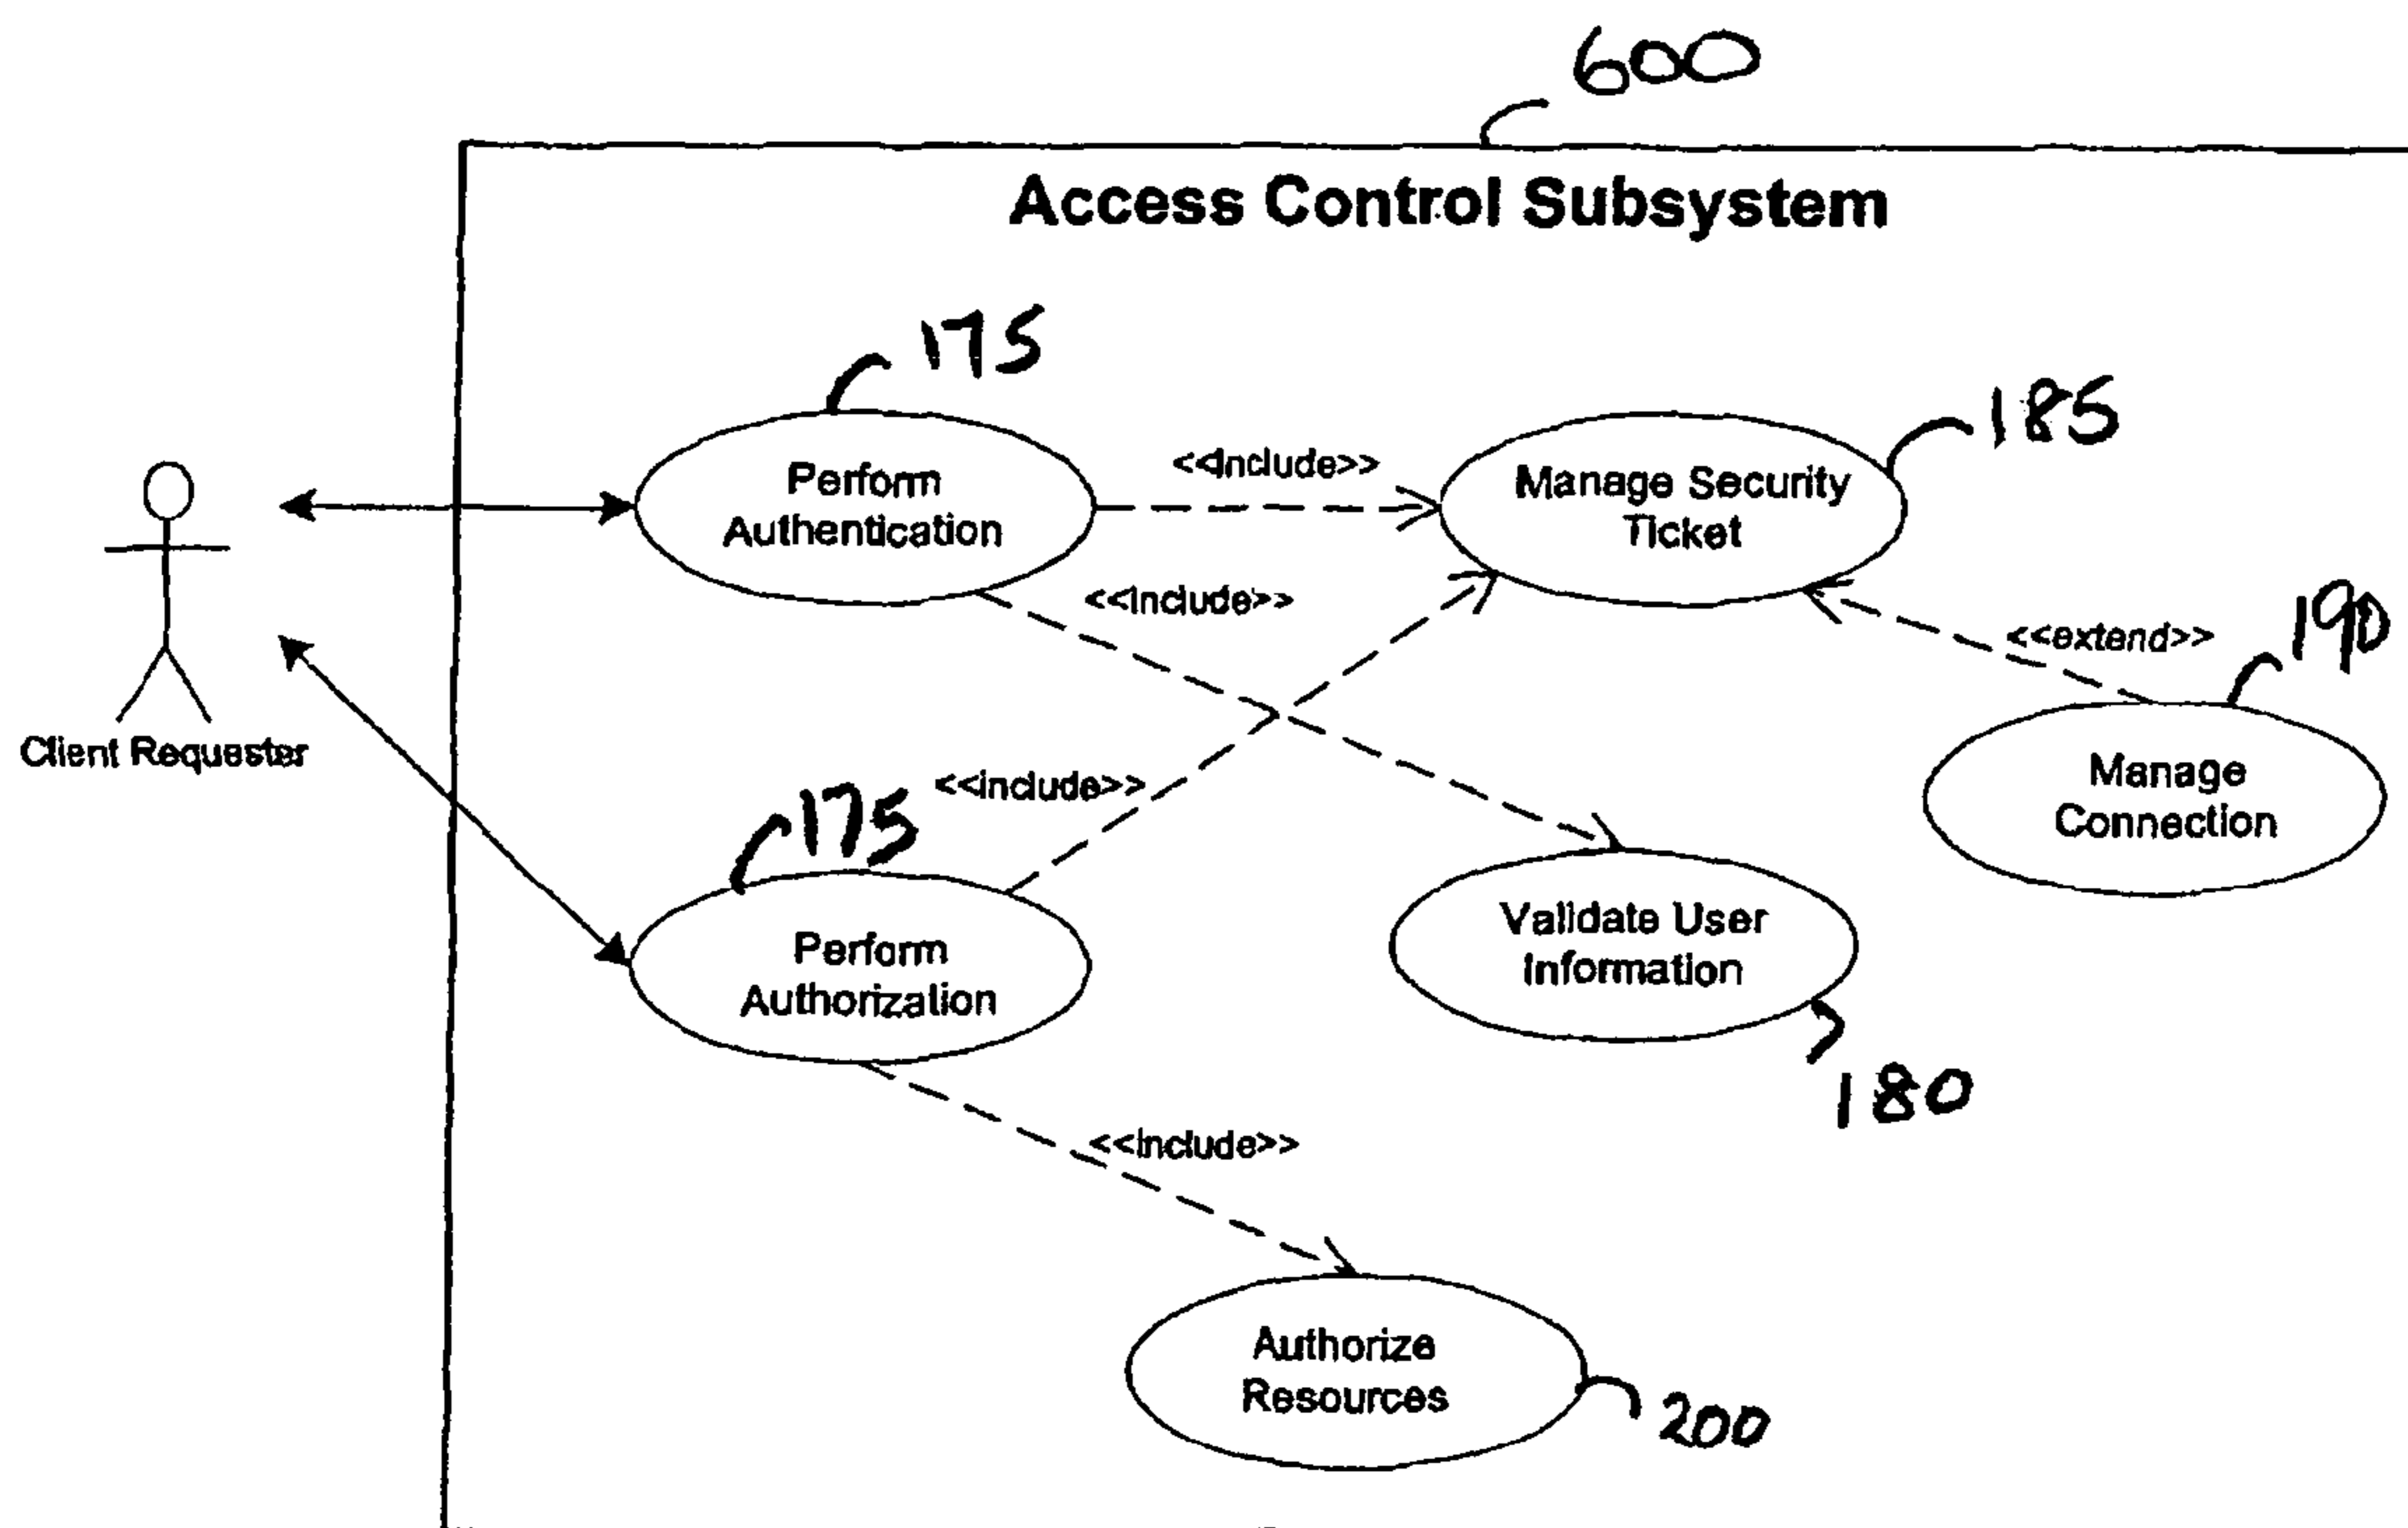 600
Access Control Subsystem
175
185
Perform
Authentication
<<Include>>
Manage Security
Ticket
<<Include>>
190
<<extend>>
Client Requester
<<include>>
175
Manage
Connection
Perform
Authorization
Validate User
Information
180
<<Include>>
Authorize
Resources
200